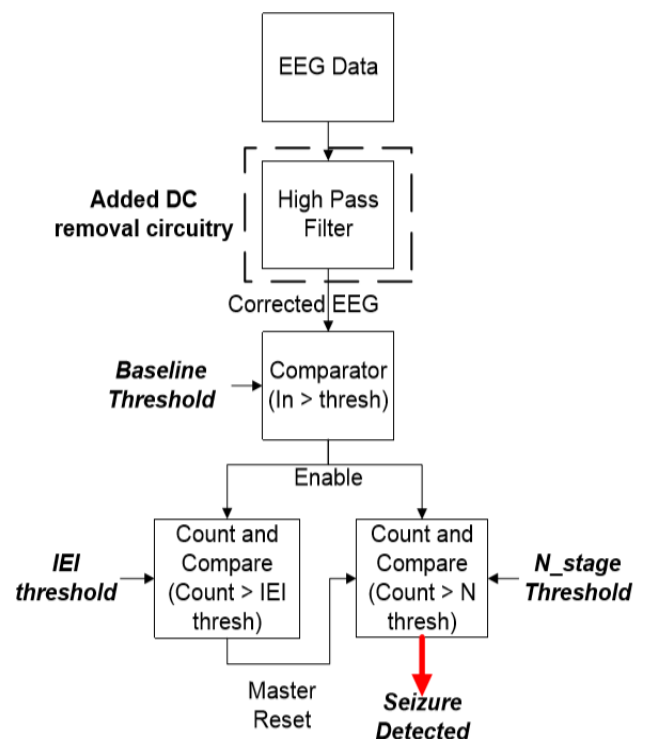 EEG Data
Added DC
removal circuitry
High Pass
Filter
Corrected EEG
Baseline
Threshold
Comparator
(In > thresh)
Enable
IEI
threshold
Count and
Compare
(Count > IEI
thresh)
Count and
Compare
(Count > N
thresh)
N_stage
Threshold
Master
Reset
Seizure
Detected